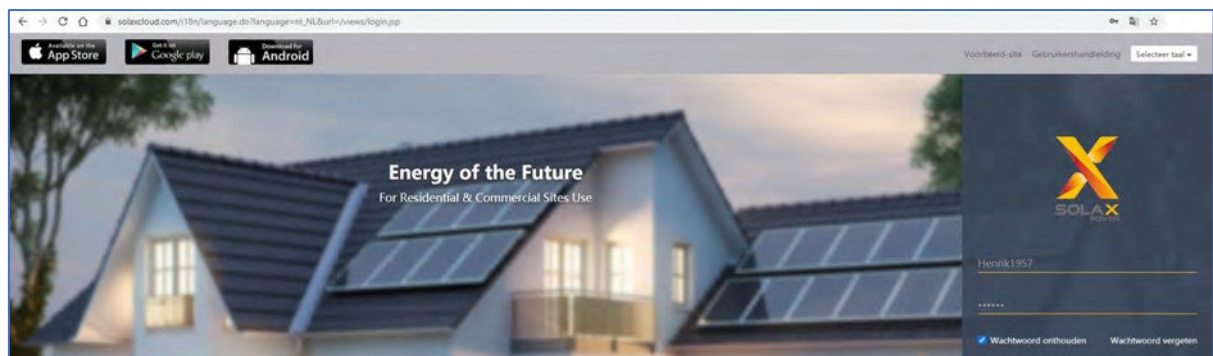 solaxcloud.com/i18n/language.do?language=nl_NL&url=/views/login.jsp
Available on the
App Store
Get it on
Google play
Download for
Android
Voorbeeld-site Gebruikershandleiding Selecteer taal
Energy of the Future
For Residential & Commercial Sites Use
SOLAX
POWER
Henrik1957
······
Wachtwoord onthouden Wachtwoord vergeten